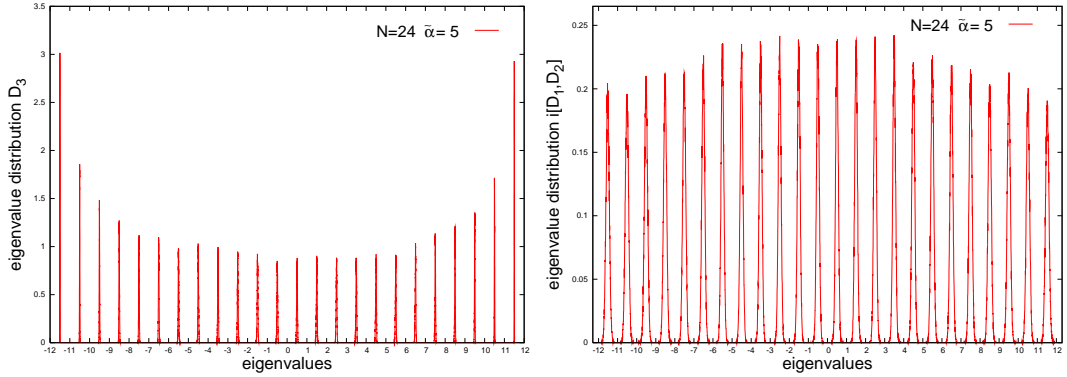 eigenvalue distribution D3
3.5
3
2.5
2
1.5
1
0.5
0
N=24 α̃= 5
-12 -11 -10 -9 -8 -7 -6 -5 -4 -3 -2 -1 0 1 2 3 4 5 6 7 8 9 10 11 12
eigenvalues
eigenvalue distribution i[D1,D2]
0.25
0.2
0.15
0.1
0.05
0
N=24 α̃= 5
-12 -11 -10 -9 -8 -7 -6 -5 -4 -3 -2 -1 0 1 2 3 4 5 6 7 8 9 10 11 12
eigenvalues